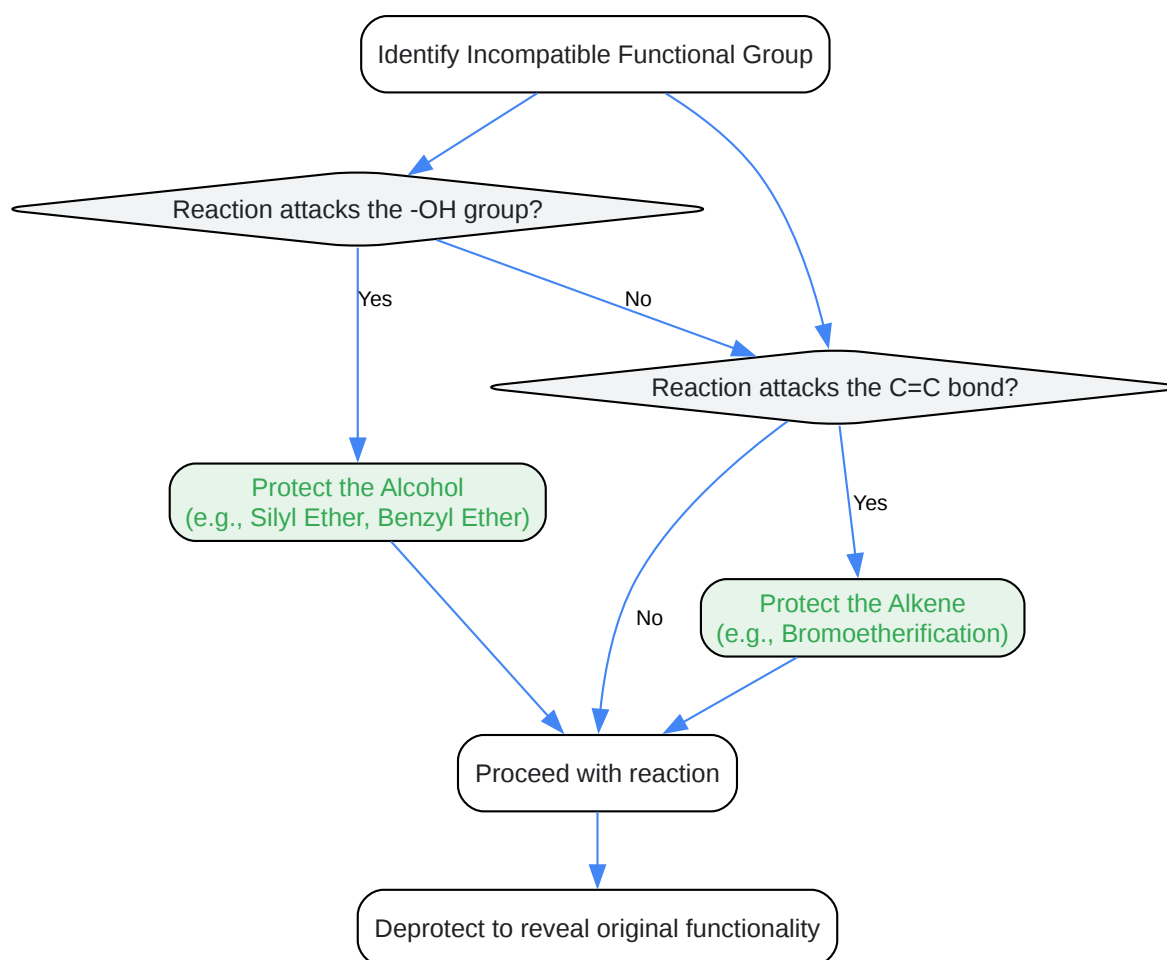 Identify Incompatible Functional Group
Reaction attacks the -OH group?
Yes
No
Reaction attacks the C=C bond?
Protect the Alcohol
(e.g., Silyl Ether, Benzyl Ether)
Yes
Protect the Alkene
(e.g., Bromoetherification)
No
Proceed with reaction
Deprotect to reveal original functionality